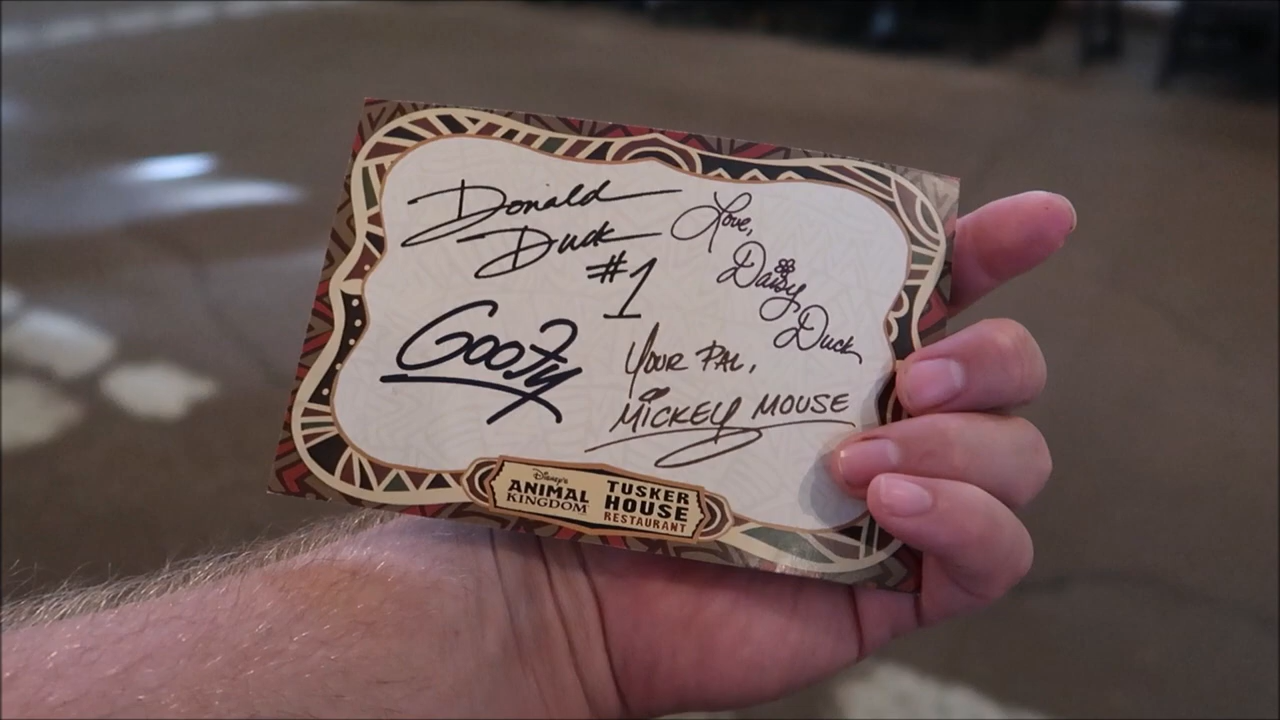 Donald
Duck
#1
Love,
Daisy
Duck
Goofy
YOUR PAL,
MICKEY MOUSE
Disney's
ANIMAL
KINGDOM
TUSKER
HOUSE
RESTAURANT